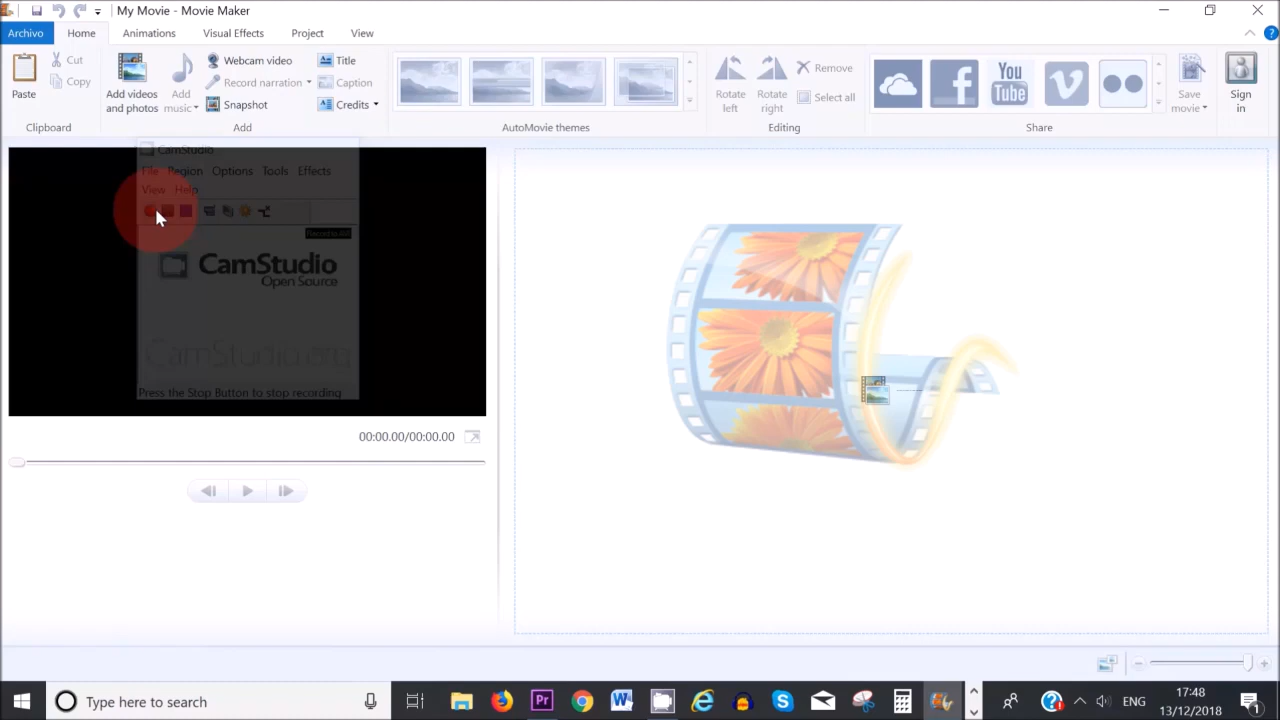 My Movie - Movie Maker
Archivo Home Animations Visual Effects Project View
Paste
Cut
Copy
Clipboard
Add videos
and photos
Add
music
Webcam video
Record narration
Snapshot
Title
Caption
Credits
Add
AutoMovie themes
Rotate
left
Rotate
right
Remove
Select all
Editing
You
Tube
Share
Save
movie
Sign
in
CamStudio
File Region Options Tools Effects
View Help
CamStudio
Open Source
Press the Stop Button to stop recording
00:00.00/00:00.00
Type here to search
Pr
ENG
17:48
13/12/2018